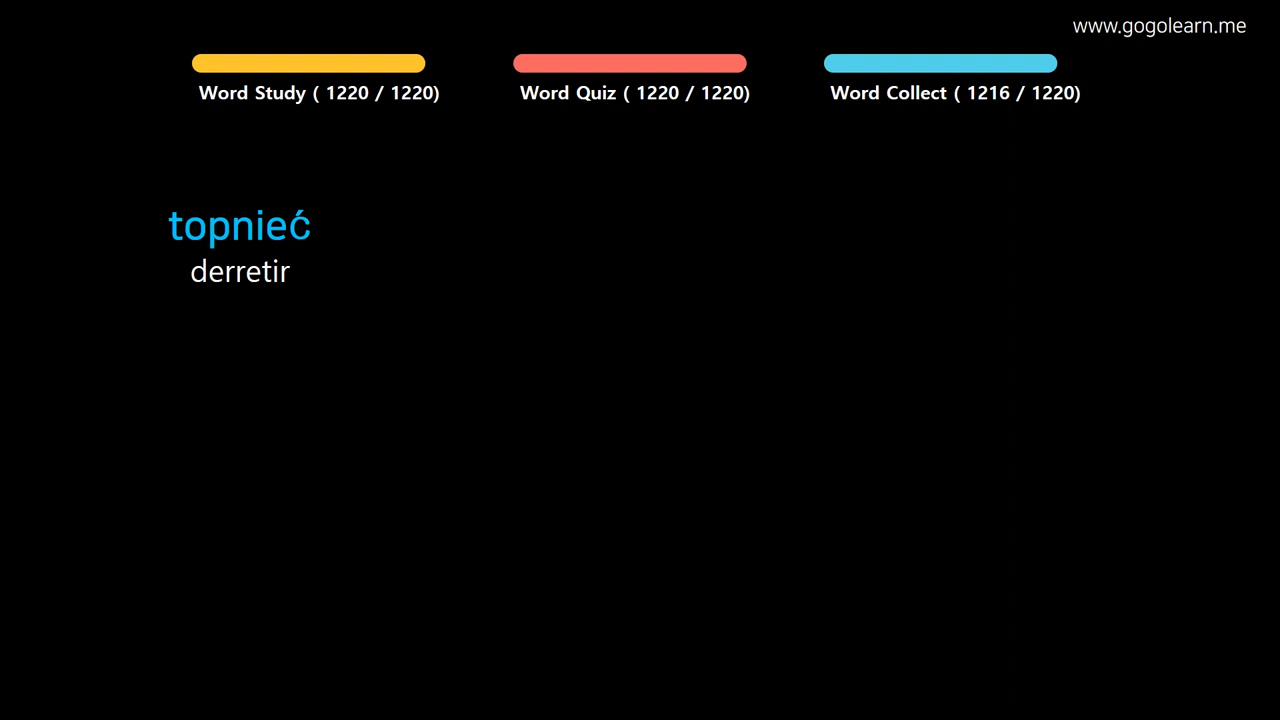 www.gogolearn.me
Word Study ( 1220 / 1220)
Word Quiz ( 1220 / 1220)
Word Collect ( 1216 / 1220)
topnieć
derretir